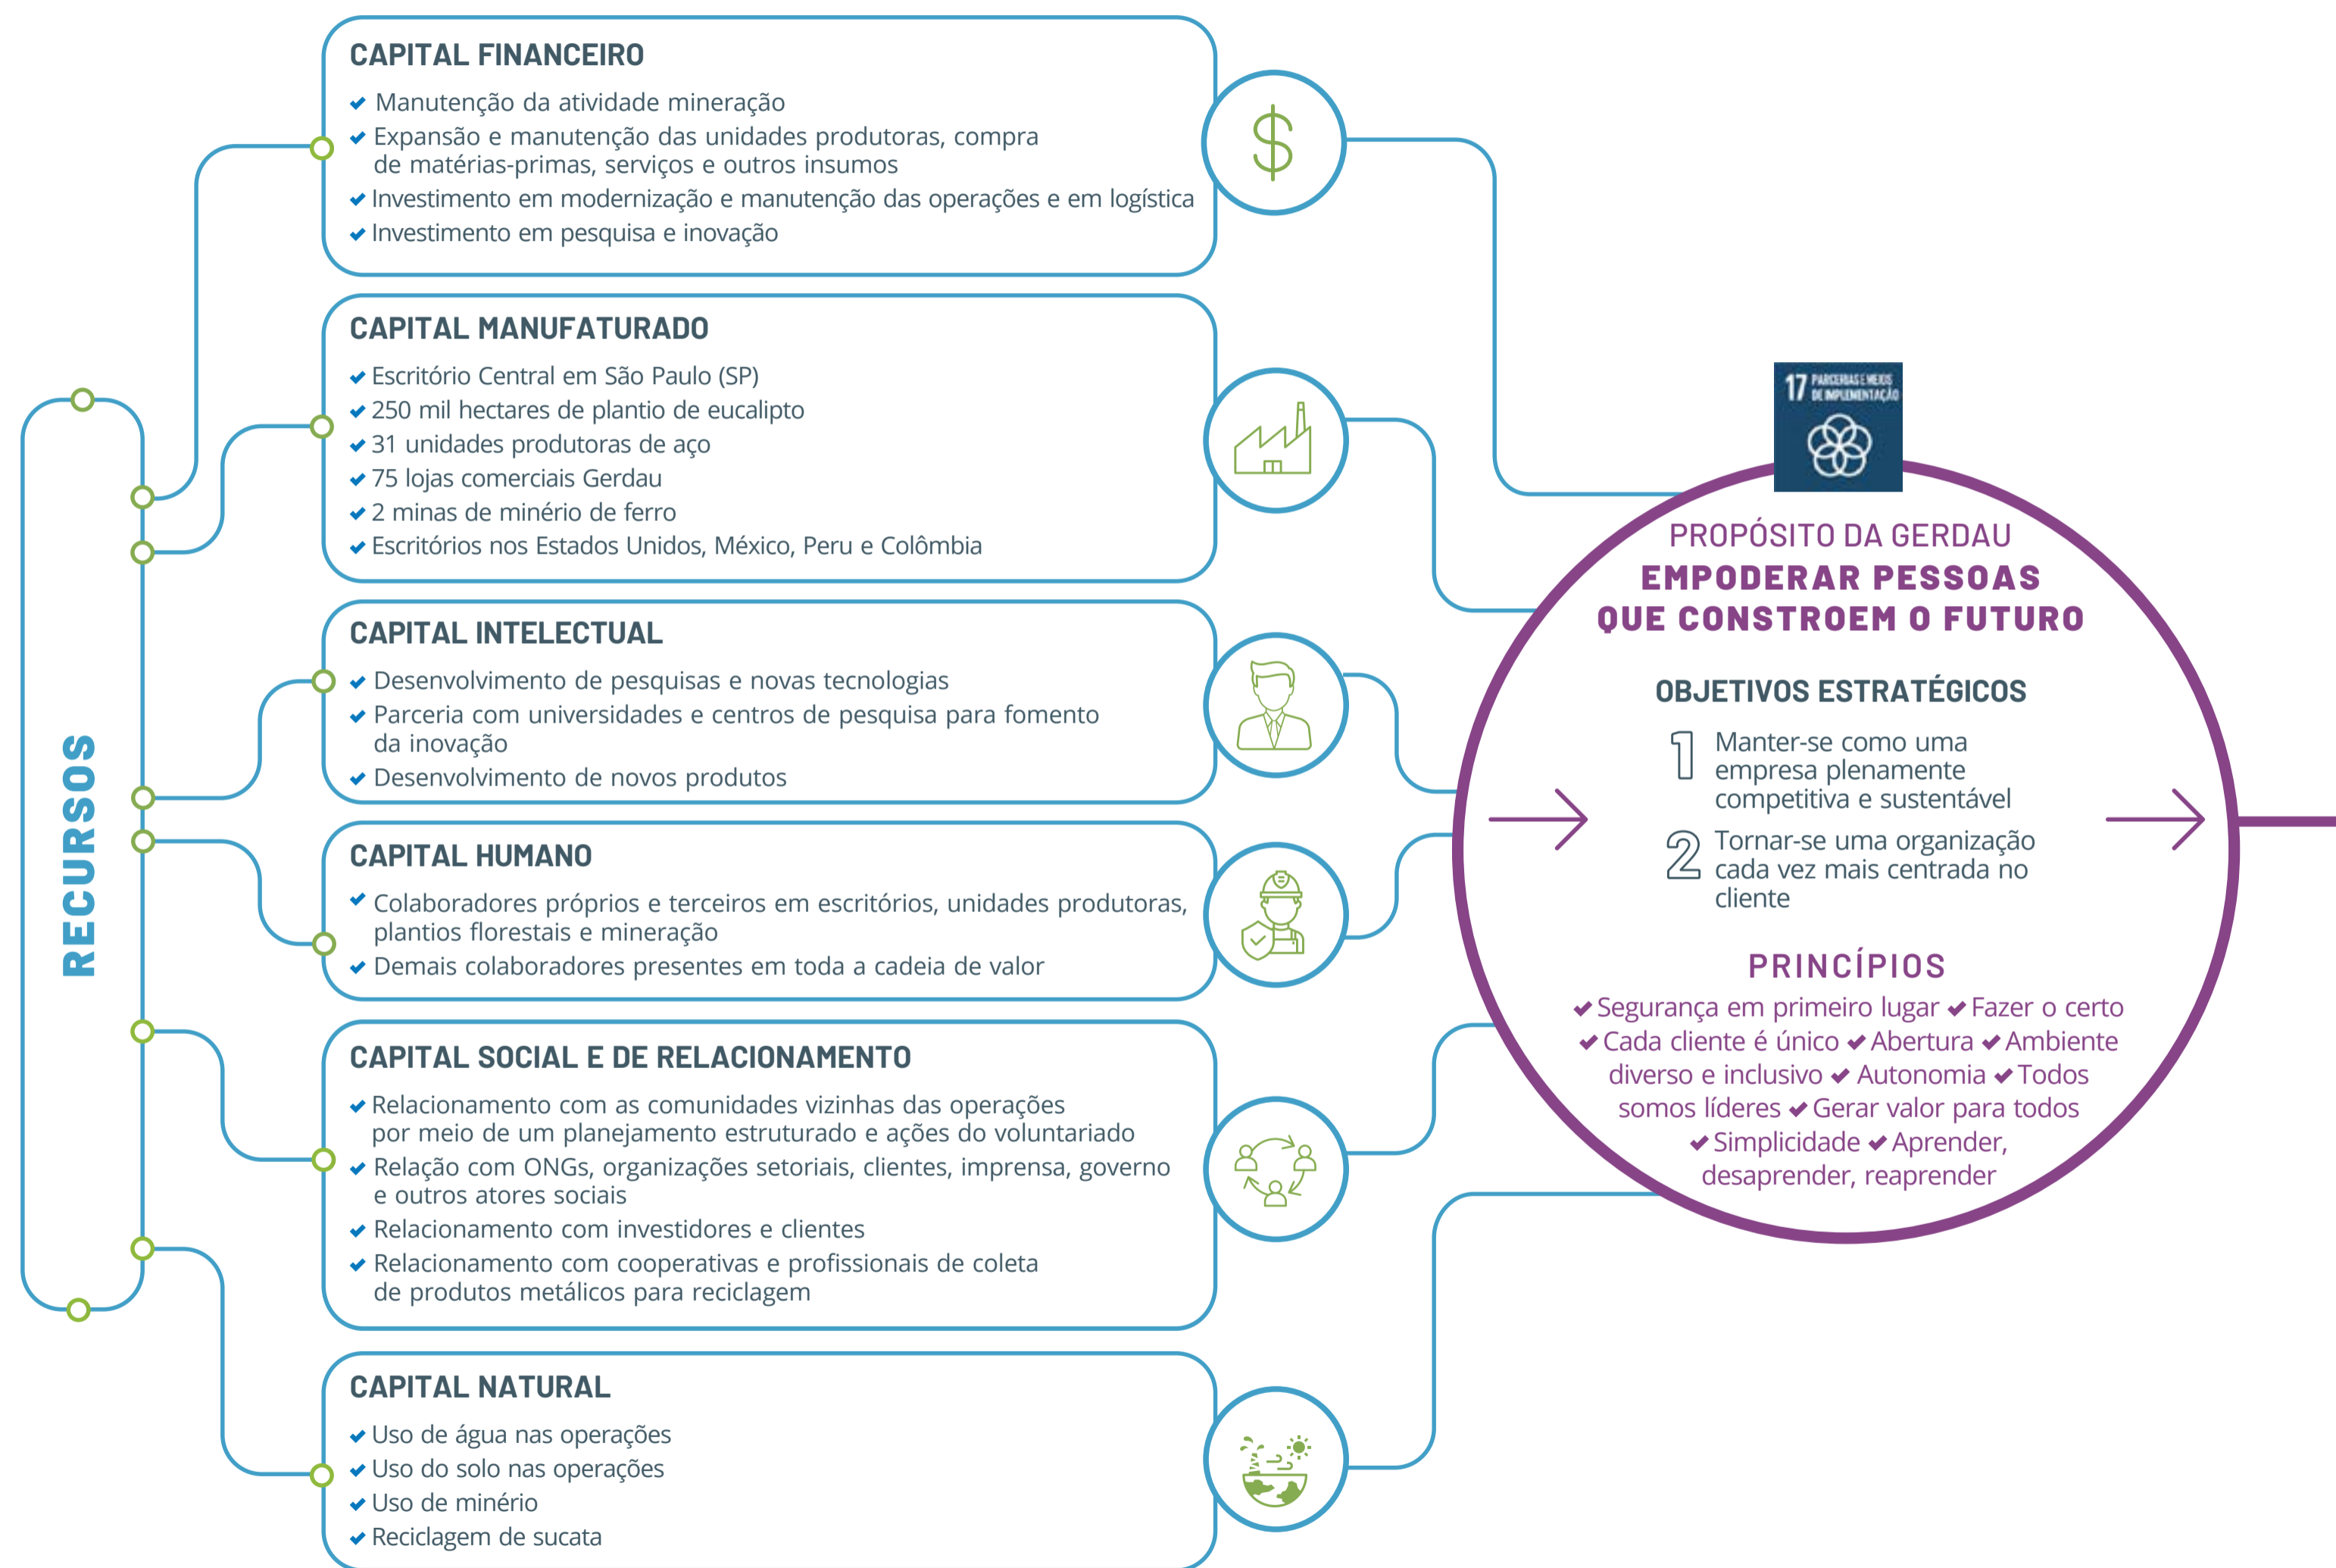 RECURSOS
CAPITAL FINANCEIRO
Manutenção da atividade mineração
Expansão e manutenção das unidades produtoras, compra
de matérias-primas, serviços e outros insumos
Investimento em modernização e manutenção das operações e em logística
Investimento em pesquisa e inovação
CAPITAL MANUFATURADO
Escritório Central em São Paulo (SP)
250 mil hectares de plantio de eucalipto
31 unidades produtoras de aço
75 lojas comerciais Gerdau
2 minas de minério de ferro
Escritórios nos Estados Unidos, México, Peru e Colômbia
CAPITAL INTELECTUAL
Desenvolvimento de pesquisas e novas tecnologias
Parceria com universidades e centros de pesquisa para fomento
da inovação
Desenvolvimento de novos produtos
CAPITAL HUMANO
Colaboradores próprios e terceiros em escritórios, unidades produtoras,
plantios florestais e mineração
Demais colaboradores presentes em toda a cadeia de valor
CAPITAL SOCIAL E DE RELACIONAMENTO
Relacionamento com as comunidades vizinhas das operações
por meio de um planejamento estruturado e ações do voluntariado
Relação com ONGs, organizações setoriais, clientes, imprensa, governo
e outros atores sociais
Relacionamento com investidores e clientes
Relacionamento com cooperativas e profissionais de coleta
de produtos metálicos para reciclagem
CAPITAL NATURAL
Uso de água nas operações
Uso do solo nas operações
Uso de minério
Reciclagem de sucata
17 PARCERIAS E MEIOS
DE IMPLEMENTAÇÃO
PROPÓSITO DA GERDAU
EMPODERAR PESSOAS
QUE CONSTROEM O FUTURO
OBJETIVOS ESTRATÉGICOS
1 Manter-se como uma
empresa plenamente
competitiva e sustentável
2 Tornar-se uma organização
cada vez mais centrada no
cliente
PRINCÍPIOS
Segurança em primeiro lugar Fazer o certo
Cada cliente é único Abertura Ambiente
diverso e inclusivo Autonomia Todos
somos líderes Gerar valor para todos
Simplicidade Aprender,
desaprender, reaprender